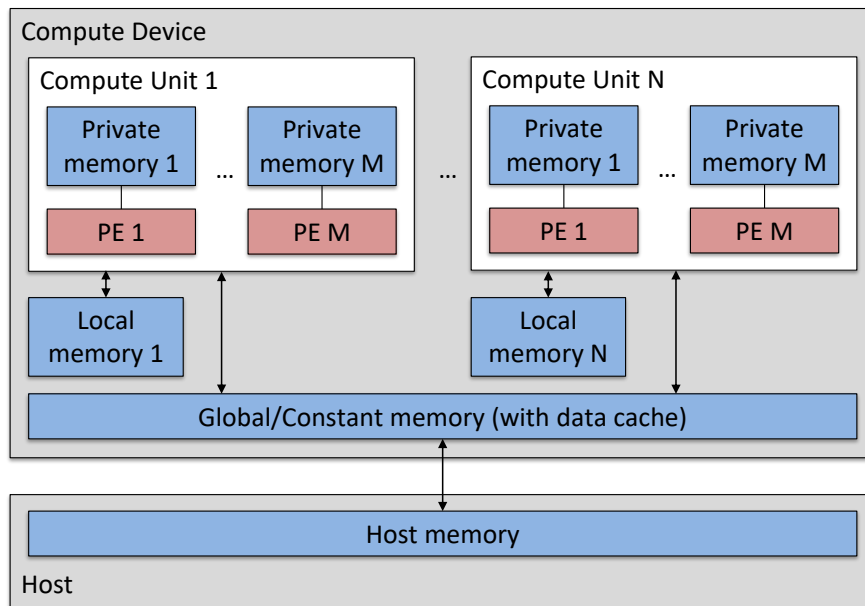 Compute Device
Compute Unit 1
Private
memory 1
...
Private
memory M
PE 1
PE M
...
Compute Unit N
Private
memory 1
...
Private
memory M
PE 1
PE M
Local
memory 1
Local
memory N
Global/Constant memory (with data cache)
Host memory
Host